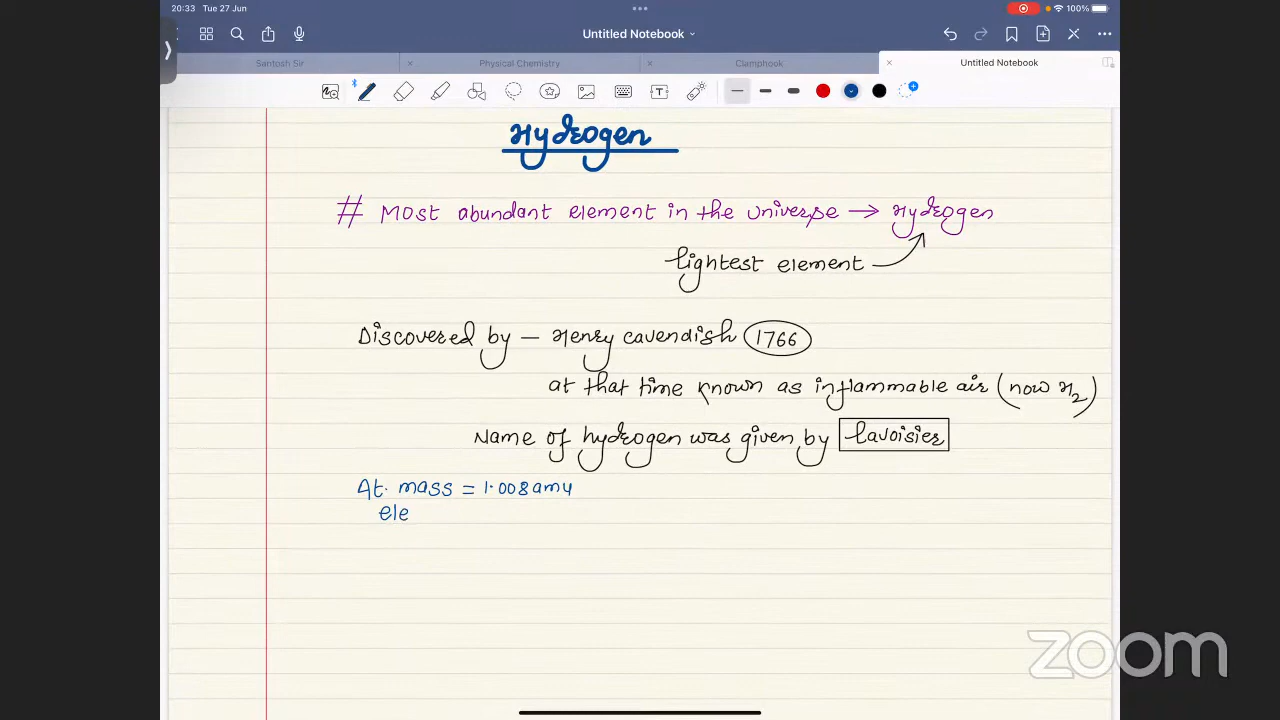 20:33 Tue 27 Jun
100%
Untitled Notebook
Santosh Sir
Physical Chemistry
Clamphook
Untitled Notebook
Hydrogen
# Most abundant element in the universe → Hydrogen
lightest element
Discovered by — Henry cavendish 1766
at that time known as inflammable air (now H₂)
Name of hydrogen was given by lavoisier
At. mass = 1.008 amu
ele
zoom